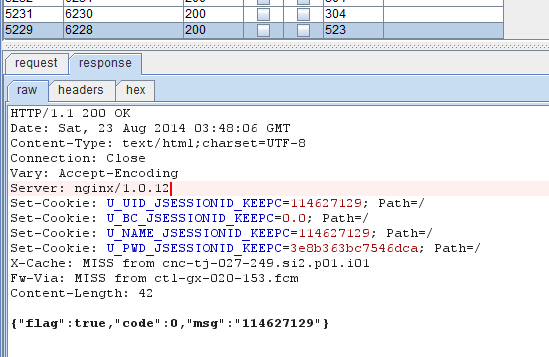 5231 6230 200 304
5229 6228 200 523
request response
raw headers hex
HTTP/1.1 200 OK
Date: Sat, 23 Aug 2014 03:48:06 GMT
Content-Type: text/html;charset=UTF-8
Connection: Close
Vary: Accept-Encoding
Server: nginx/1.0.12
Set-Cookie: U_UID_JSESSIONID_KEEPC=114627129; Path=/
Set-Cookie: U_BC_JSESSIONID_KEEPC=0.0; Path=/
Set-Cookie: U_NAME_JSESSIONID_KEEPC=114627129; Path=/
Set-Cookie: U_PWD_JSESSIONID_KEEPC=3e8b363bc7546dca; Path=/
X-Cache: MISS from cnc-tj-027-249.si2.p01.i01
Fw-Via: MISS from ctl-gx-020-153.fcm
Content-Length: 42
{"flag":true,"code":0,"msg":"114627129"}